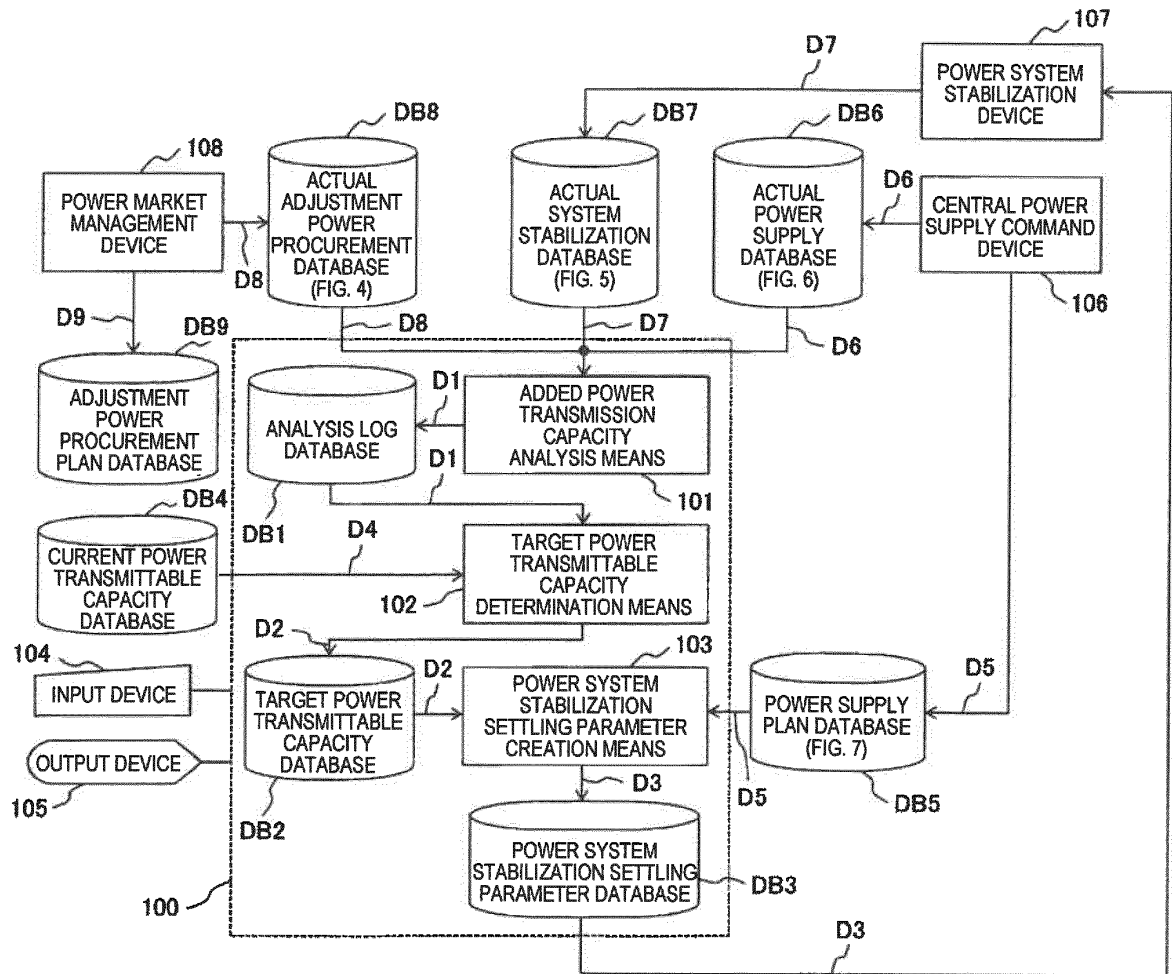 107
D7
POWER SYSTEM
STABILIZATION
DEVICE
DB8
DB7
DB6
108
POWER MARKET
MANAGEMENT
DEVICE
D8
ACTUAL
ADJUSTMENT
POWER
PROCUREMENT
DATABASE
(FIG. 4)
ACTUAL SYSTEM
STABILIZATION
DATABASE
(FIG. 5)
ACTUAL
POWER
SUPPLY
DATABASE
(FIG. 6)
D6
CENTRAL POWER
SUPPLY COMMAND
DEVICE
106
D9
D8
D7
D6
DB9
ADJUSTMENT
POWER
PROCUREMENT
PLAN DATABASE
ANALYSIS LOG
DATABASE
D1
ADDED POWER
TRANSMISSION
CAPACITY
ANALYSIS MEANS
101
D1
DB1
DB4
CURRENT POWER
TRANSMITTABLE
CAPACITY
DATABASE
D4
TARGET POWER
TRANSMITTABLE
CAPACITY
DETERMINATION MEANS
102
D2
104
INPUT DEVICE
OUTPUT DEVICE
105
TARGET POWER
TRANSMITTABLE
CAPACITY
DATABASE
DB2
D2
103
POWER SYSTEM
STABILIZATION
SETTLING PARAMETER
CREATION MEANS
D5
POWER SUPPLY
PLAN DATABASE
(FIG. 7)
D5
DB5
D3
POWER SYSTEM
STABILIZATION SETTLING
PARAMETER DATABASE
DB3
100
D3